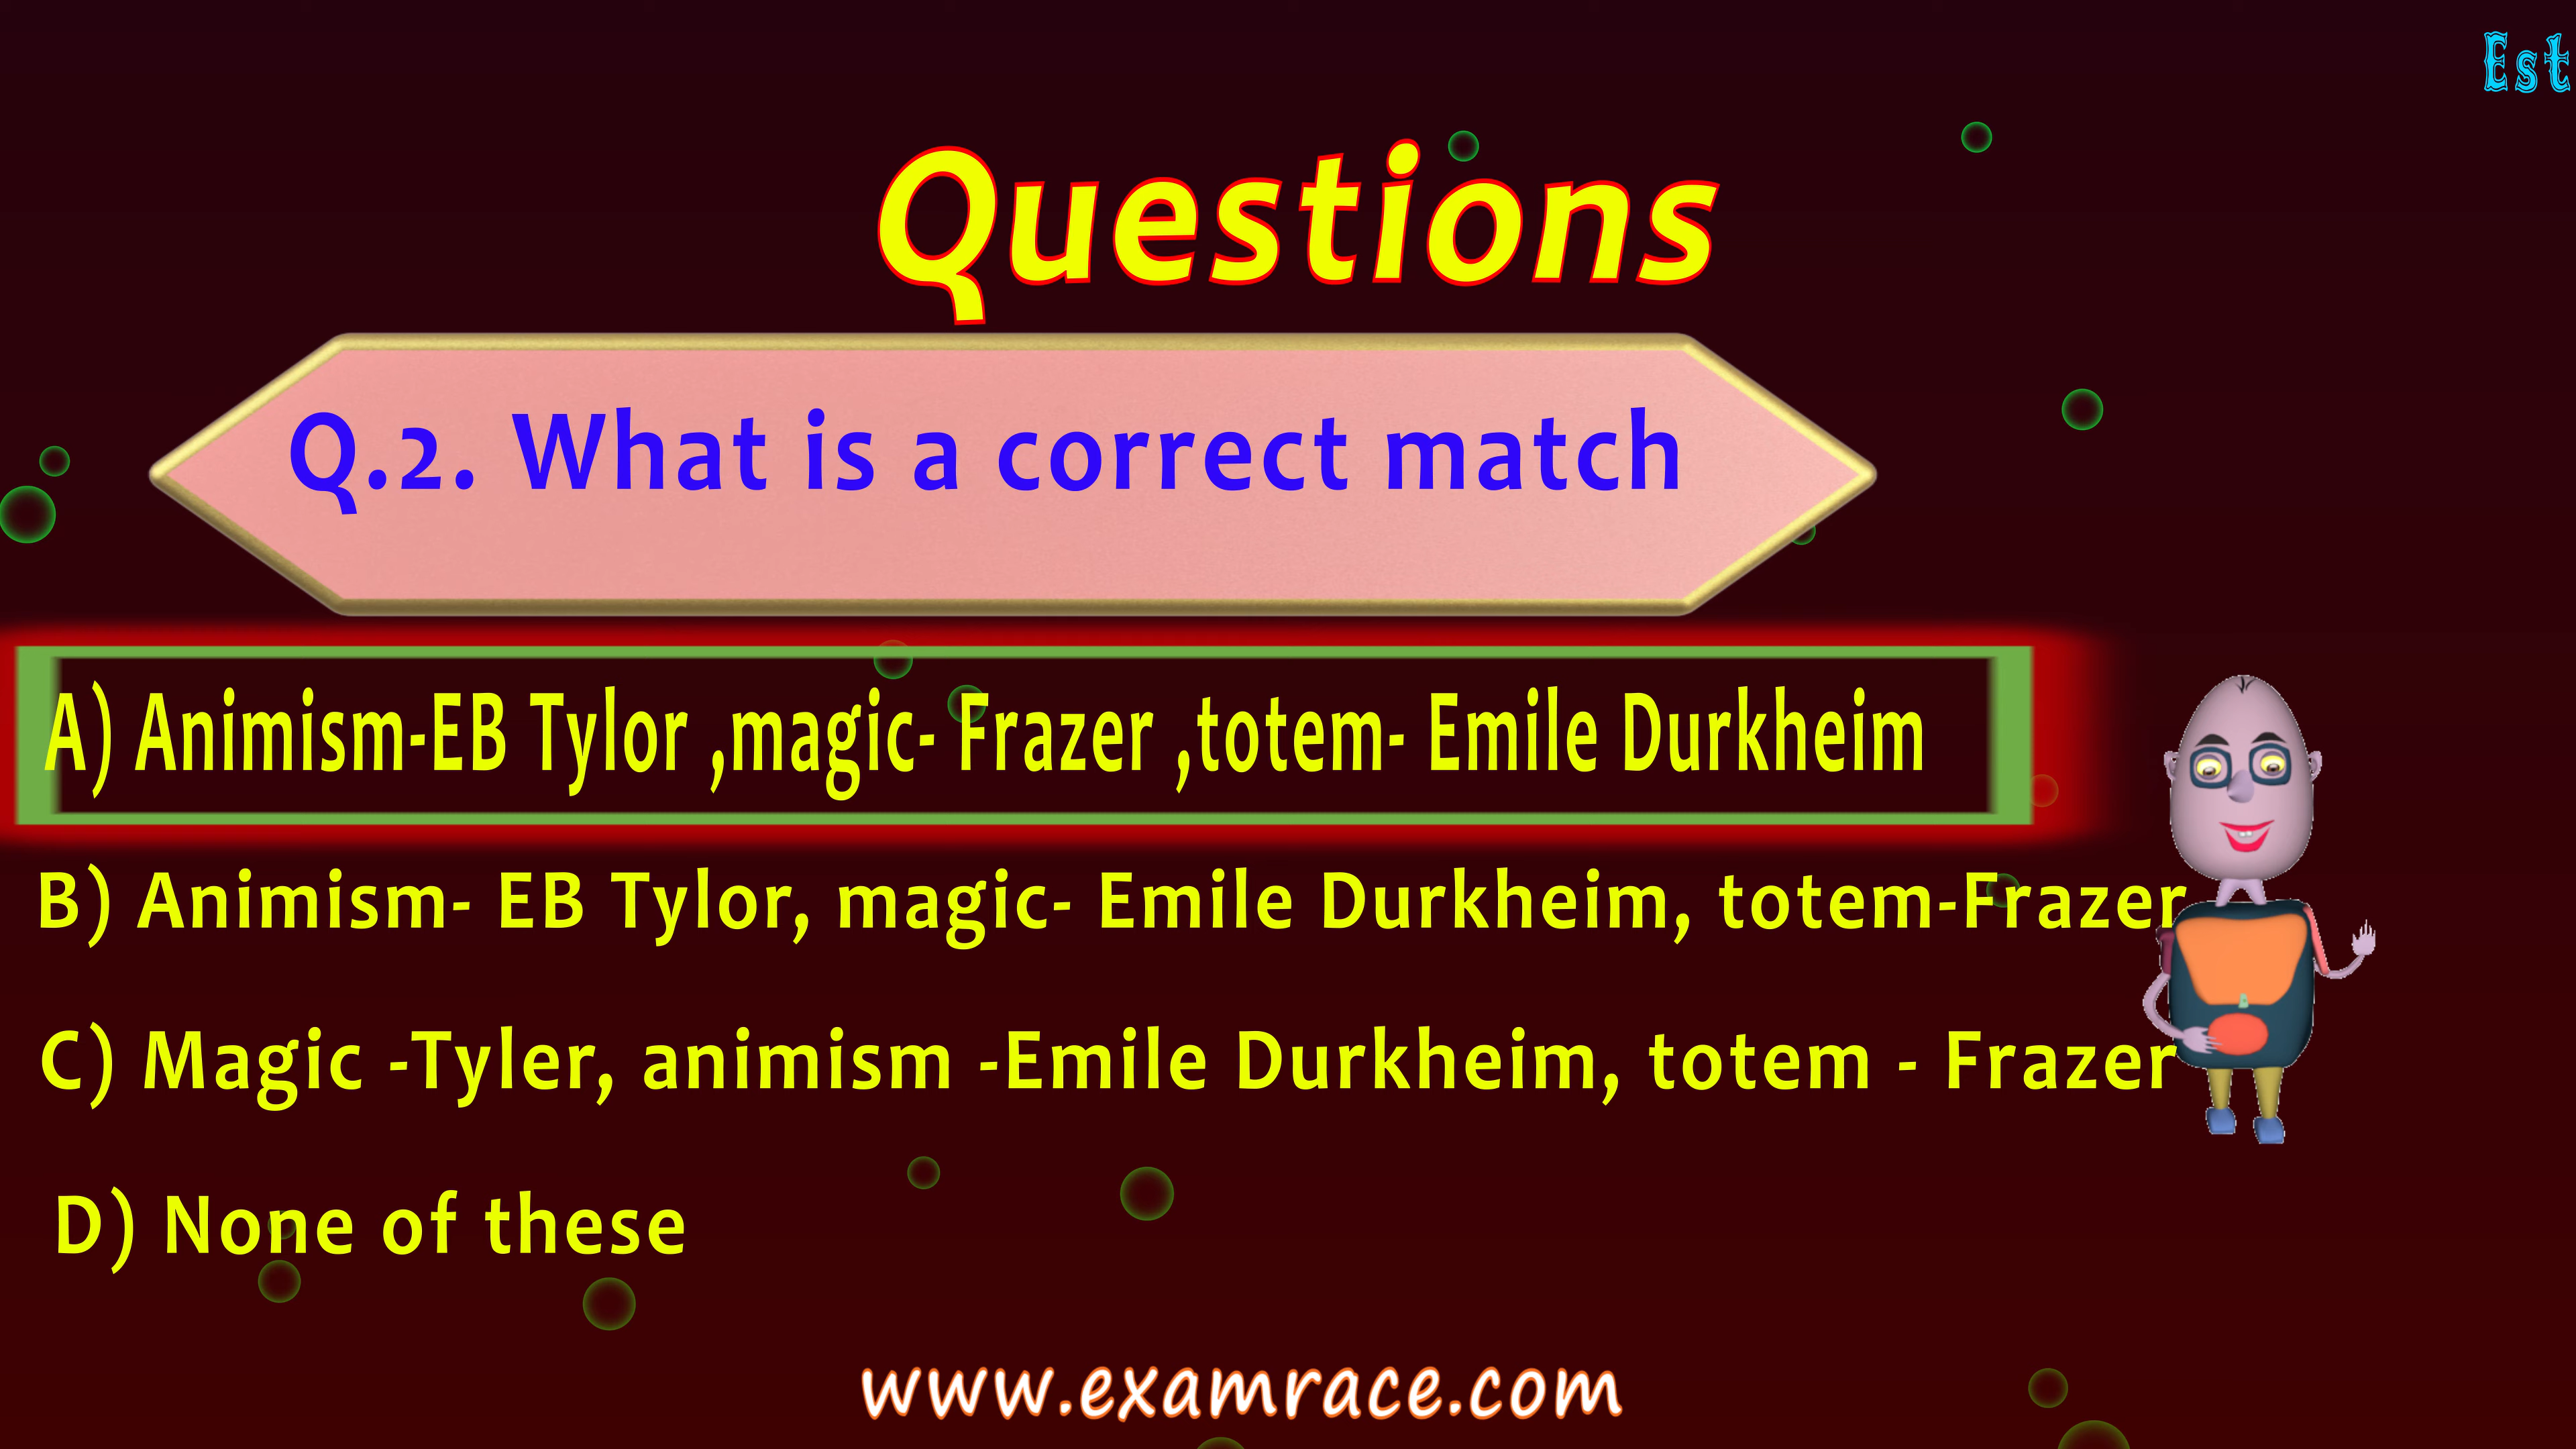 Est
Questions
Q.2. What is a correct match
A) Animism-EB Tylor ,magic- Frazer ,totem- Emile Durkheim
B) Animism- EB Tylor, magic- Emile Durkheim, totem-Frazer
C) Magic -Tyler, animism -Emile Durkheim, totem - Frazer
D) None of these
www.examrace.com